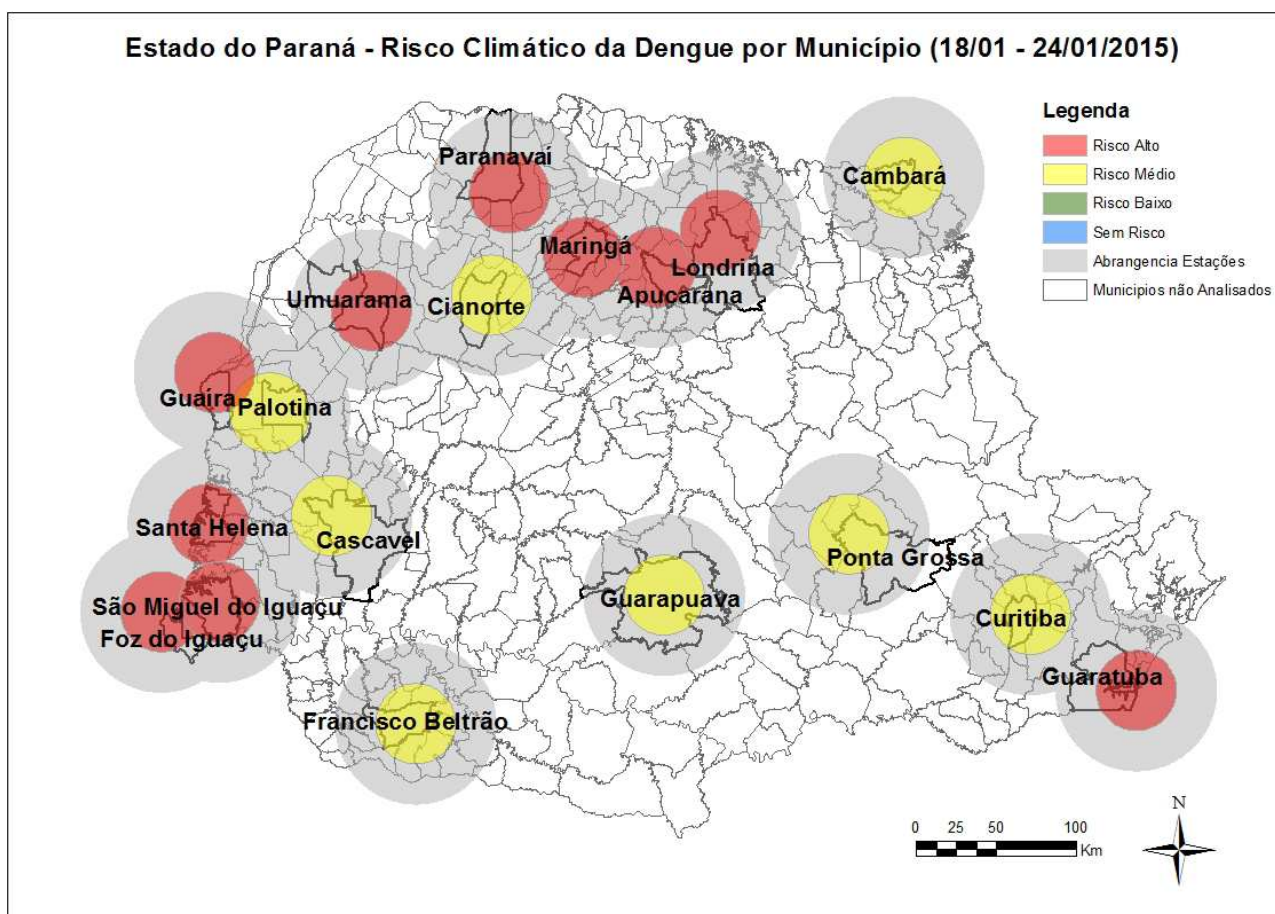 Estado do Paraná - Risco Climático da Dengue por Município (18/01 - 24/01/2015)
Legenda
Risco Alto
Risco Médio
Risco Baixo
Sem Risco
Abrangencia Estações
Municipios não Analisados
Paranavaí
Cambará
Maringá
Londrina
Apucarana
Umuarama
Cianorte
Guaíra
Palotina
Santa Helena
Cascavel
Ponta Grossa
São Miguel do Iguaçu
Guarapuava
Foz do Iguaçu
Curitiba
Guaratuba
Francisco Beltrão
N
0 25 50 100
Km